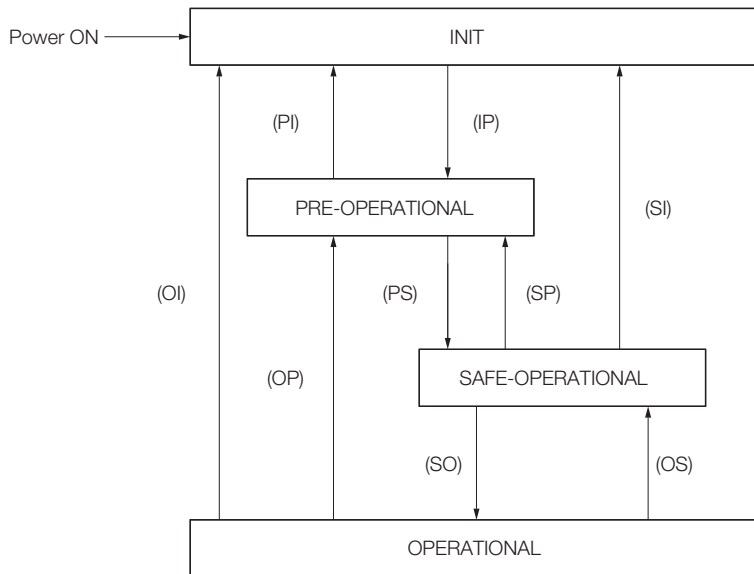 INIT
Power ON
(PI)
(IP)
PRE-OPERATIONAL
(SI)
(OI)
(PS)
(SP)
(OP)
SAFE-OPERATIONAL
(SO)
(OS)
OPERATIONAL